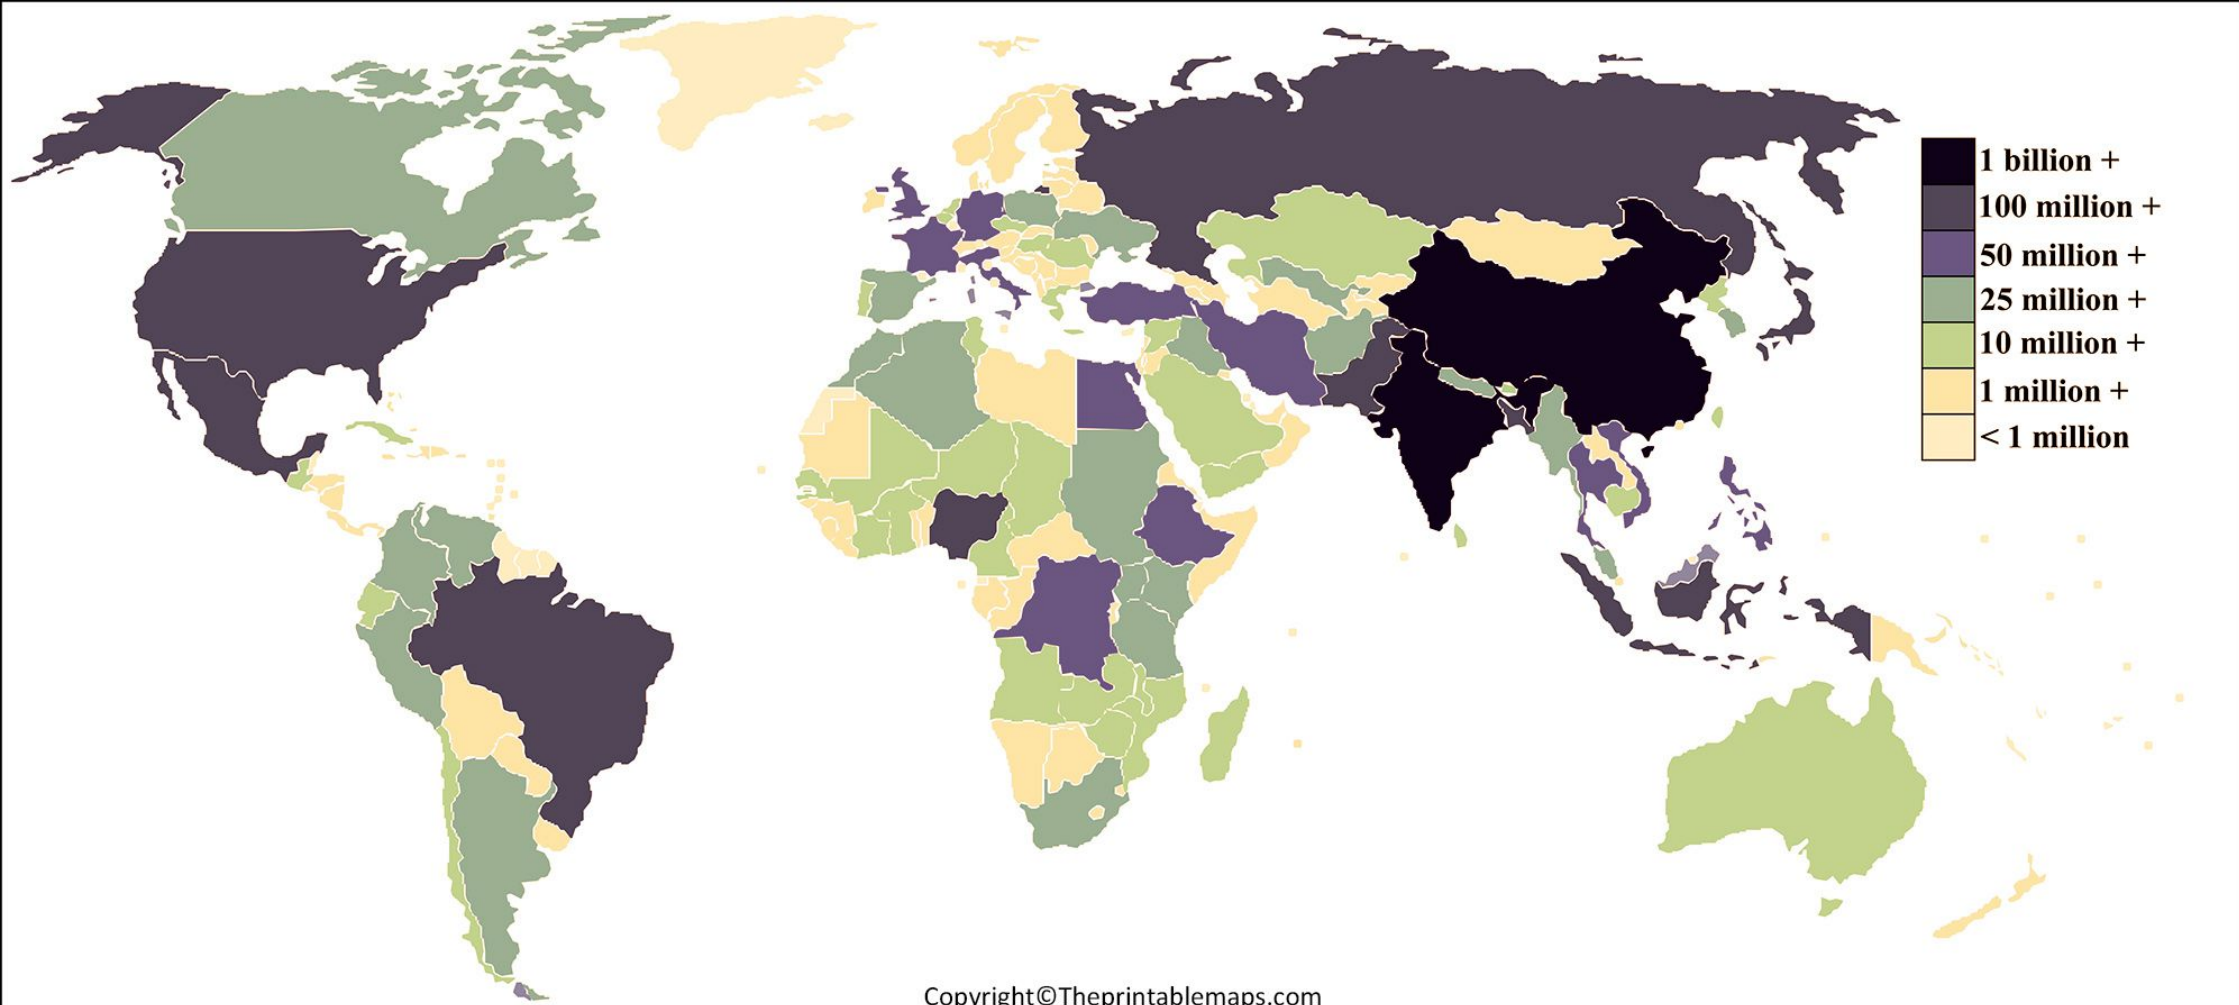 1 billion +
100 million +
50 million +
25 million +
10 million +
1 million +
< 1 million
Copyright©Theprintablemaps.com